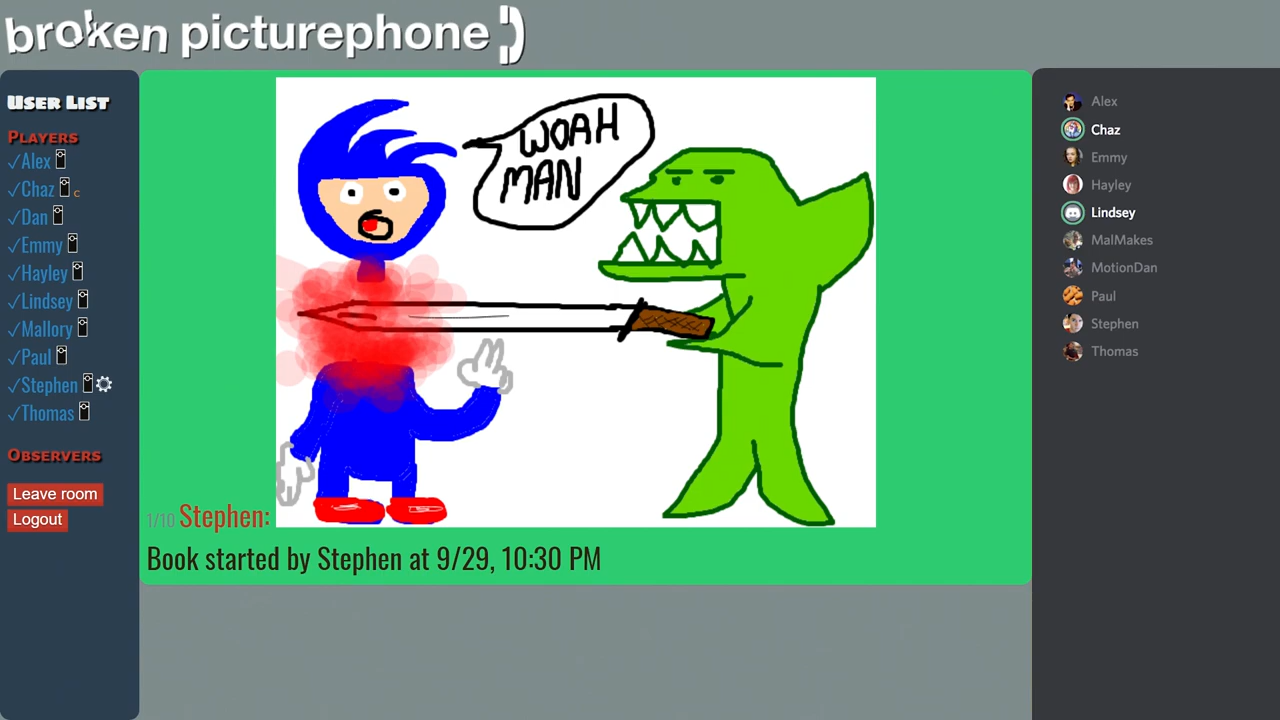 broken picturephone
User List
Players
✓Alex
✓Chaz c
✓Dan
✓Emmy
✓Hayley
✓Lindsey
✓Mallory
✓Paul
✓Stephen
✓Thomas
Observers
Leave room
Logout
WOAH
MAN
1/10 Stephen:
Book started by Stephen at 9/29, 10:30 PM
Alex
Chaz
Emmy
Hayley
Lindsey
MalMakes
MotionDan
Paul
Stephen
Thomas